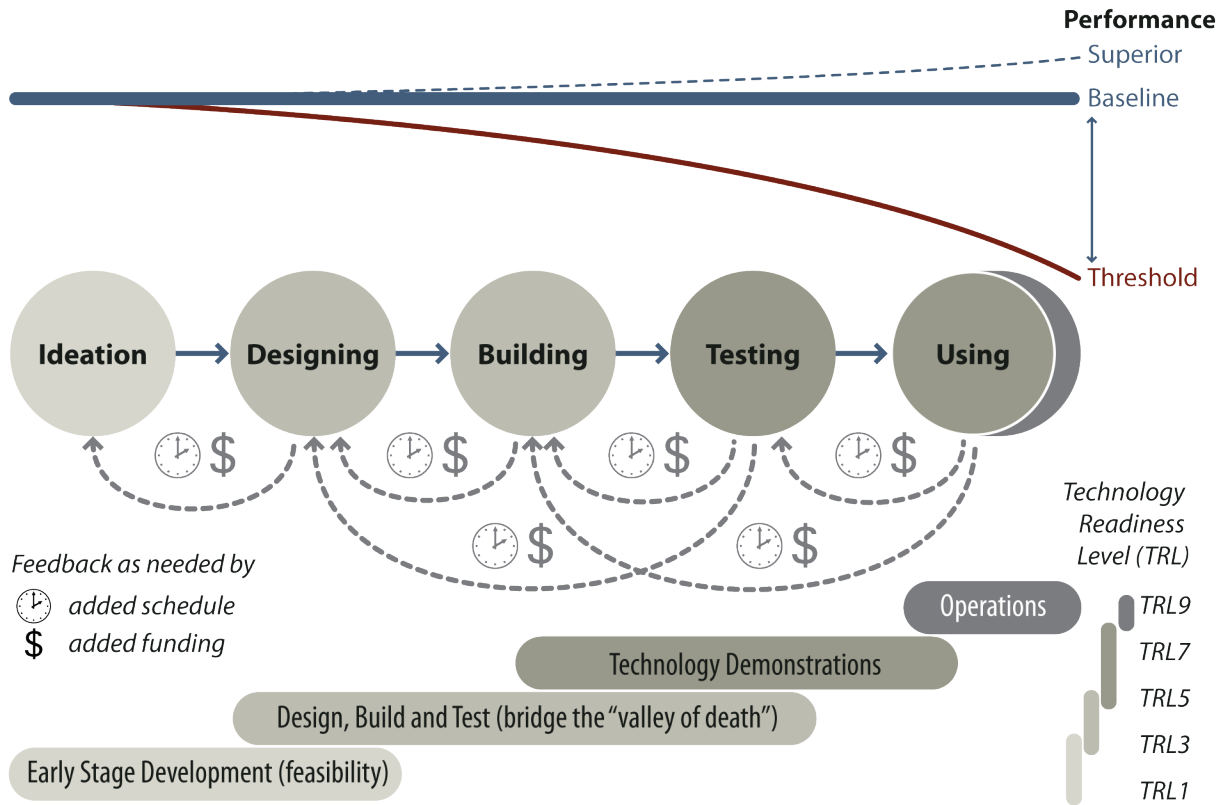 Performance
Superior
Baseline
Threshold
Ideation
Designing
Building
Testing
Using
$
$
$
$
$
$
Technology
Readiness
Level (TRL)
Feedback as needed by
added schedule
$ added funding
Operations
Technology Demonstrations
Design, Build and Test (bridge the “valley of death”)
Early Stage Development (feasibility)
TRL9
TRL7
TRL5
TRL3
TRL1